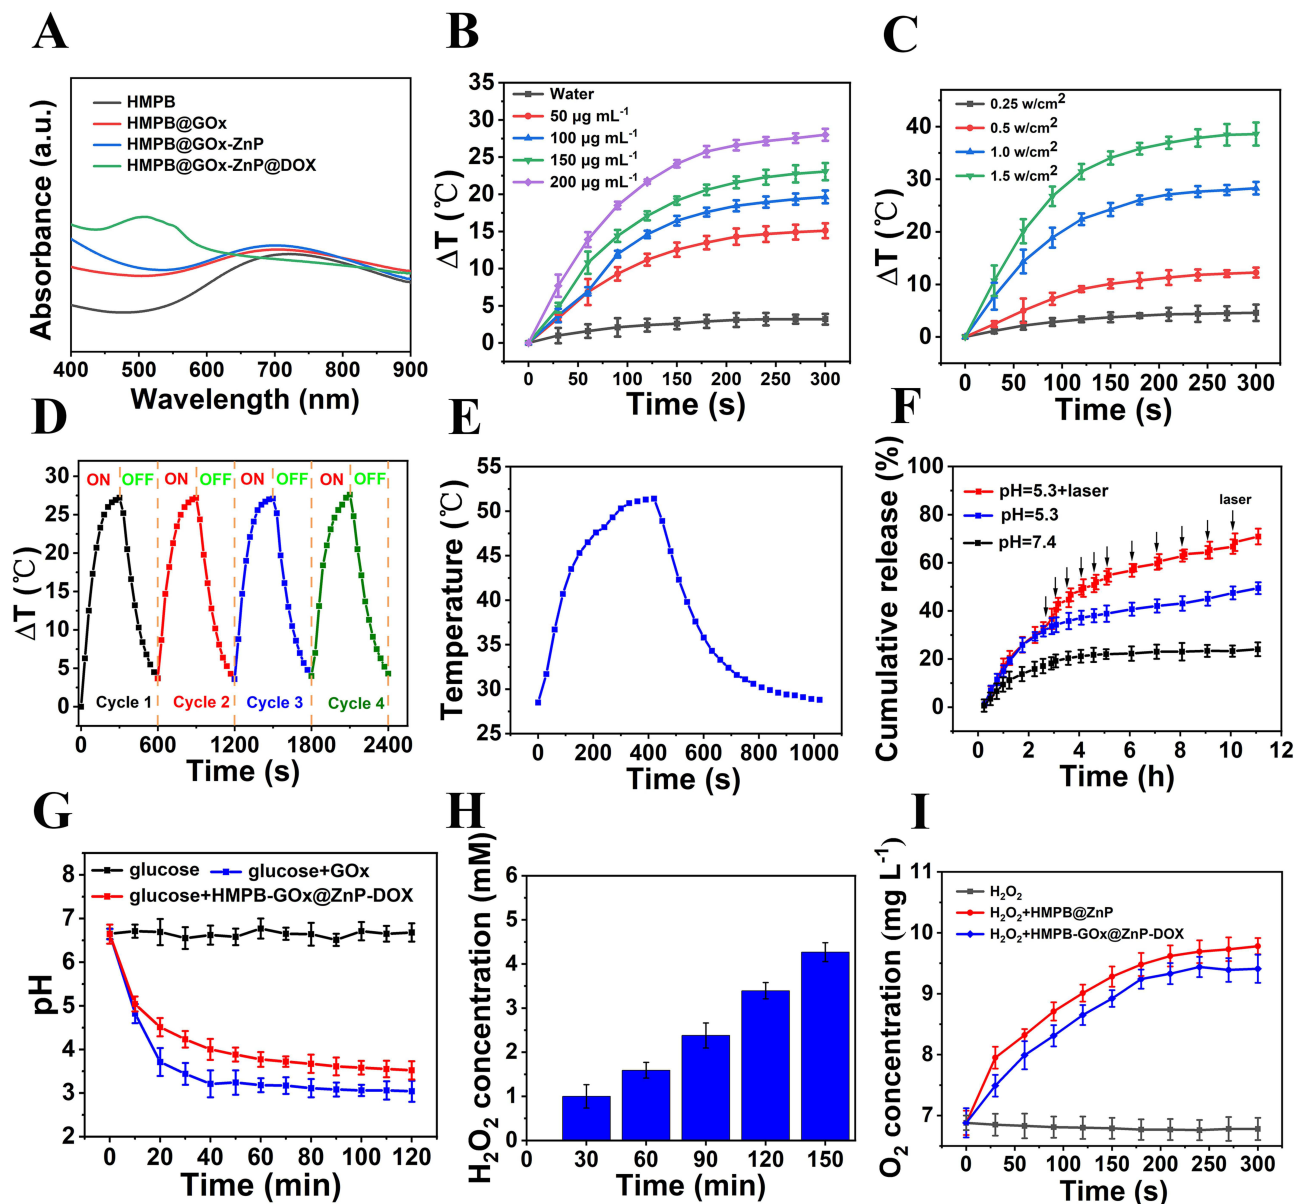 A
HMPB
HMPB@GOx
HMPB@GOx-ZnP
HMPB@GOx-ZnP@DOX
Absorbance (a.u.)
400 500 600 700 800 900
Wavelength (nm)
B
Water
50 µg mL-1
100 µg mL-1
150 µg mL-1
200 µg mL-1
ΔT (℃)
35
30
25
20
15
10
5
0
0 50 100 150 200 250 300
Time (s)
C
0.25 w/cm2
0.5 w/cm2
1.0 w/cm2
1.5 w/cm2
ΔT (℃)
40
30
20
10
0
0 50 100 150 200 250 300
Time (s)
D
ON OFF ON OFF ON OFF ON OFF
ΔT (℃)
30
25
20
15
10
5
0
Cycle 1 Cycle 2 Cycle 3 Cycle 4
0 600 1200 1800 2400
Time (s)
E
Temperature (℃)
55
50
45
40
35
30
25
0 200 400 600 800 1000
Time (s)
F
pH=5.3+laser
pH=5.3
pH=7.4
laser
Cumulative release (%)
100
80
60
40
20
0
0 2 4 6 8 10 12
Time (h)
G
glucose glucose+GOx
glucose+HMPB-GOx@ZnP-DOX
pH
8
7
6
5
4
3
2
0 20 40 60 80 100 120
Time (min)
H
H2O2 concentration (mM)
6
5
4
3
2
1
0
30 60 90 120 150
Time (min)
I
H2O2
H2O2+HMPB@ZnP
H2O2+HMPB-GOx@ZnP-DOX
O2 concentration (mg L-1)
11
10
9
8
7
0 50 100 150 200 250 300
Time (s)